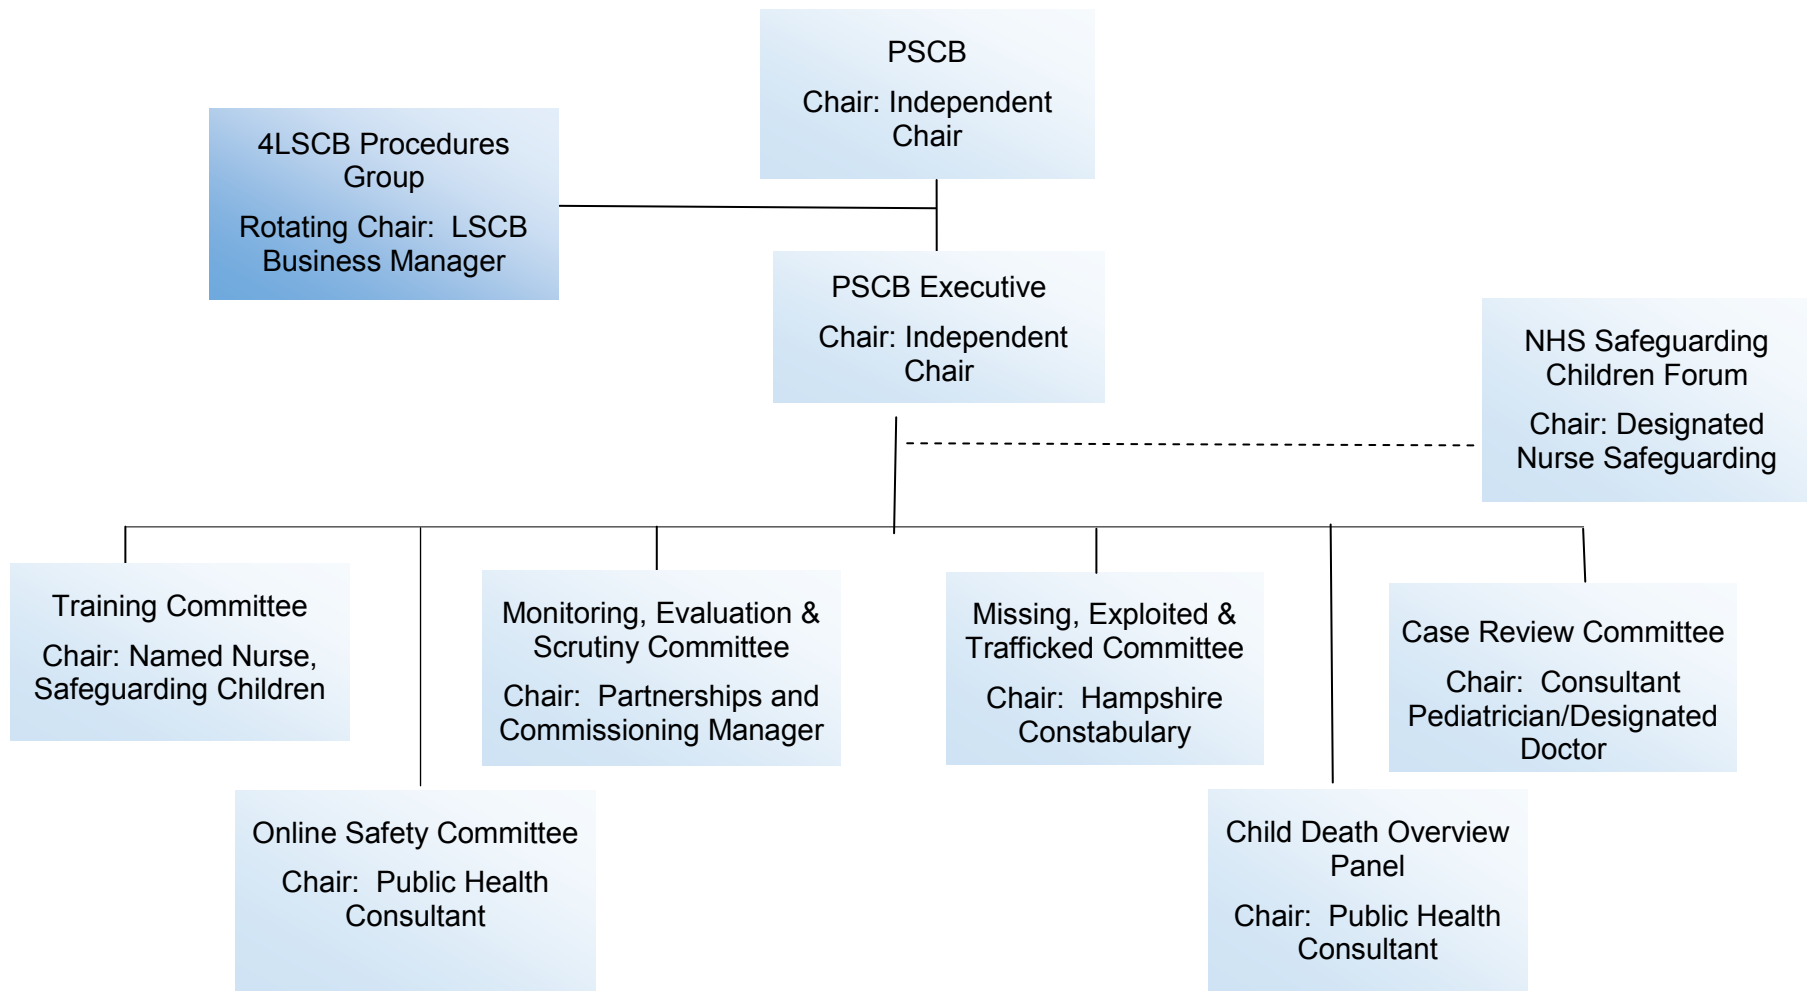 PSCB
Chair: Independent
Chair
4LSCB Procedures
Group
Rotating Chair: LSCB
Business Manager
PSCB Executive
Chair: Independent
Chair
NHS Safeguarding
Children Forum
Chair: Designated
Nurse Safeguarding
Training Committee
Chair: Named Nurse,
Safeguarding Children
Monitoring, Evaluation &
Scrutiny Committee
Chair: Partnerships and
Commissioning Manager
Missing, Exploited &
Trafficked Committee
Chair: Hampshire
Constabulary
Case Review Committee
Chair: Consultant
Pediatrician/Designated
Doctor
Online Safety Committee
Chair: Public Health
Consultant
Child Death Overview
Panel
Chair: Public Health
Consultant